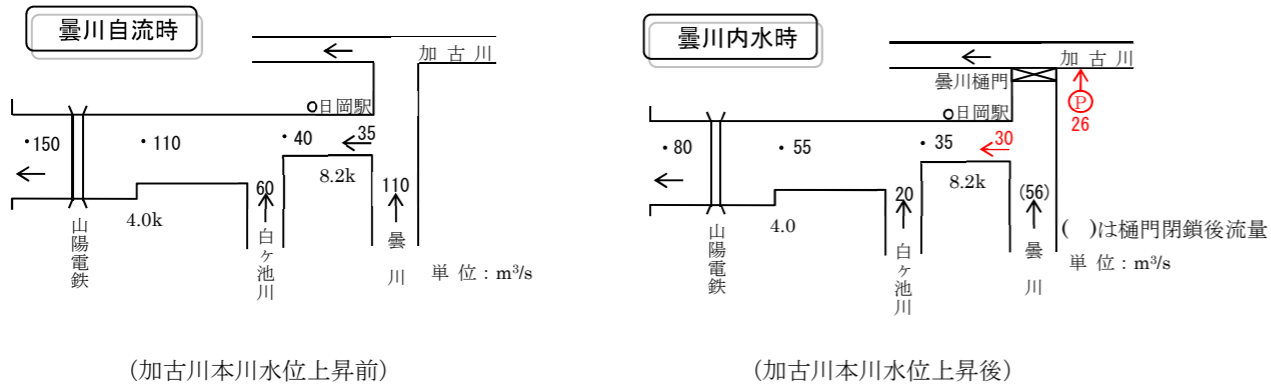 曇川自流時
加古川
日岡駅
・150
・110
・40
35
8.2k
60
110
4.0k
山陽電鉄
白ヶ池川
曇川
単位：m³/s
(加古川本川水位上昇前)
曇川内水時
加古川
曇川樋門
P
26
日岡駅
・80
・55
・35
30
8.2k
20
(56)
4.0
( )は樋門閉鎖後流量
山陽電鉄
白ヶ池川
曇川
単位：m³/s
(加古川本川水位上昇後)